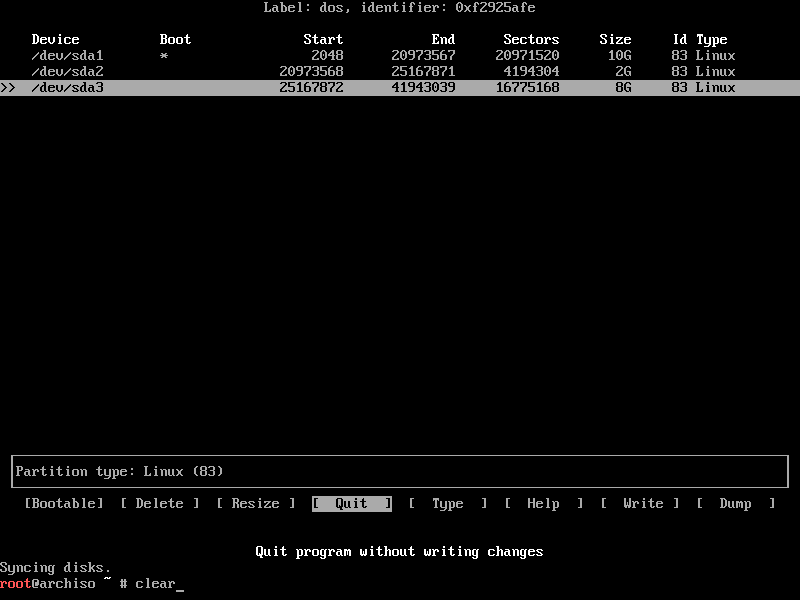 Label: dos, identifier: 0xf2925afe
Device Boot Start End Sectors Size Id Type
/dev/sda1 * 2048 20973567 20971520 10G 83 Linux
/dev/sda2 20973568 25167871 4194304 2G 83 Linux
>> /dev/sda3 25167872 41943039 16775168 8G 83 Linux
Partition type: Linux (83)
[Bootable] [ Delete ] [ Resize ] [ Quit ] [ Type ] [ Help ] [ Write ] [ Dump ]
Quit program without writing changes
Syncing disks.
root@archiso ~ # clear_